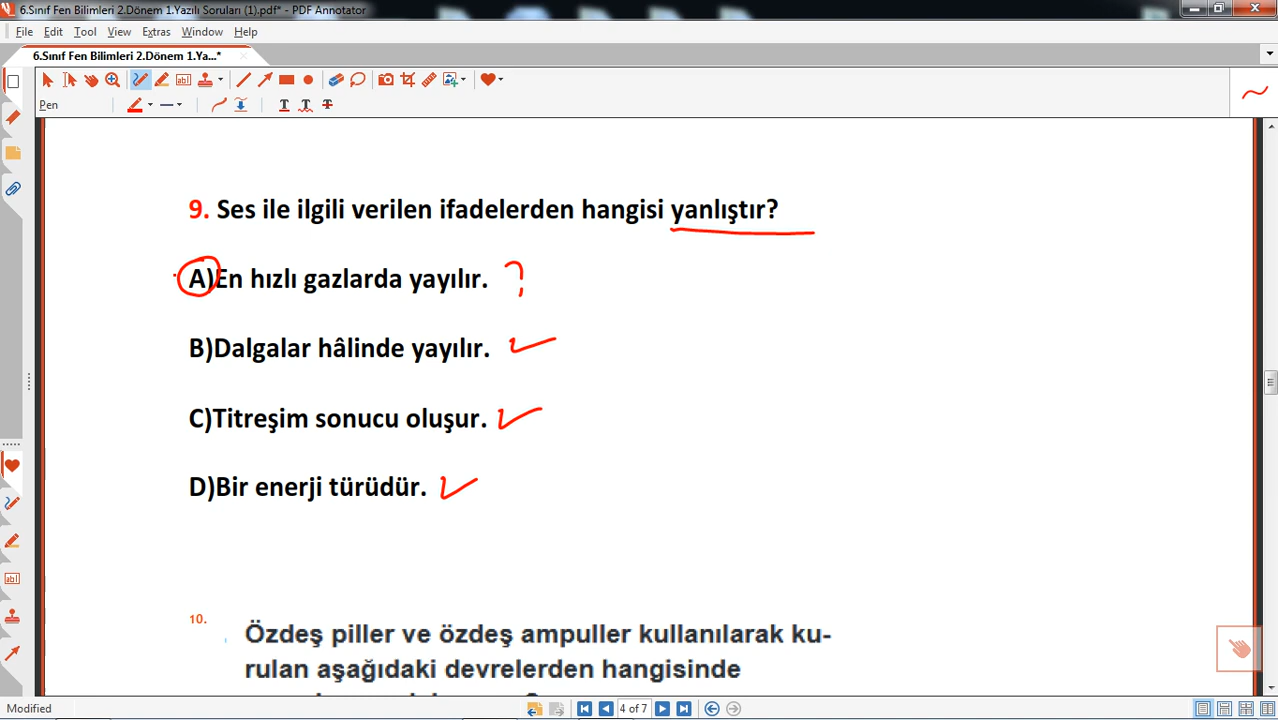 6.Sınıf Fen Bilimleri 2.Dönem 1.Yazılı Soruları (1).pdf* - PDF Annotator
File Edit Tool View Extras Window Help
6.Sınıf Fen Bilimleri 2.Dönem 1.Ya...*
Pen
9. Ses ile ilgili verilen ifadelerden hangisi yanlıştır?
A)En hızlı gazlarda yayılır. ?
B)Dalgalar hâlinde yayılır.
C)Titreşim sonucu oluşur.
D)Bir enerji türüdür.
10.
Özdeş piller ve özdeş ampuller kullanılarak ku-
rulan aşağıdaki devrelerden hangisinde
Modified
4 of 7